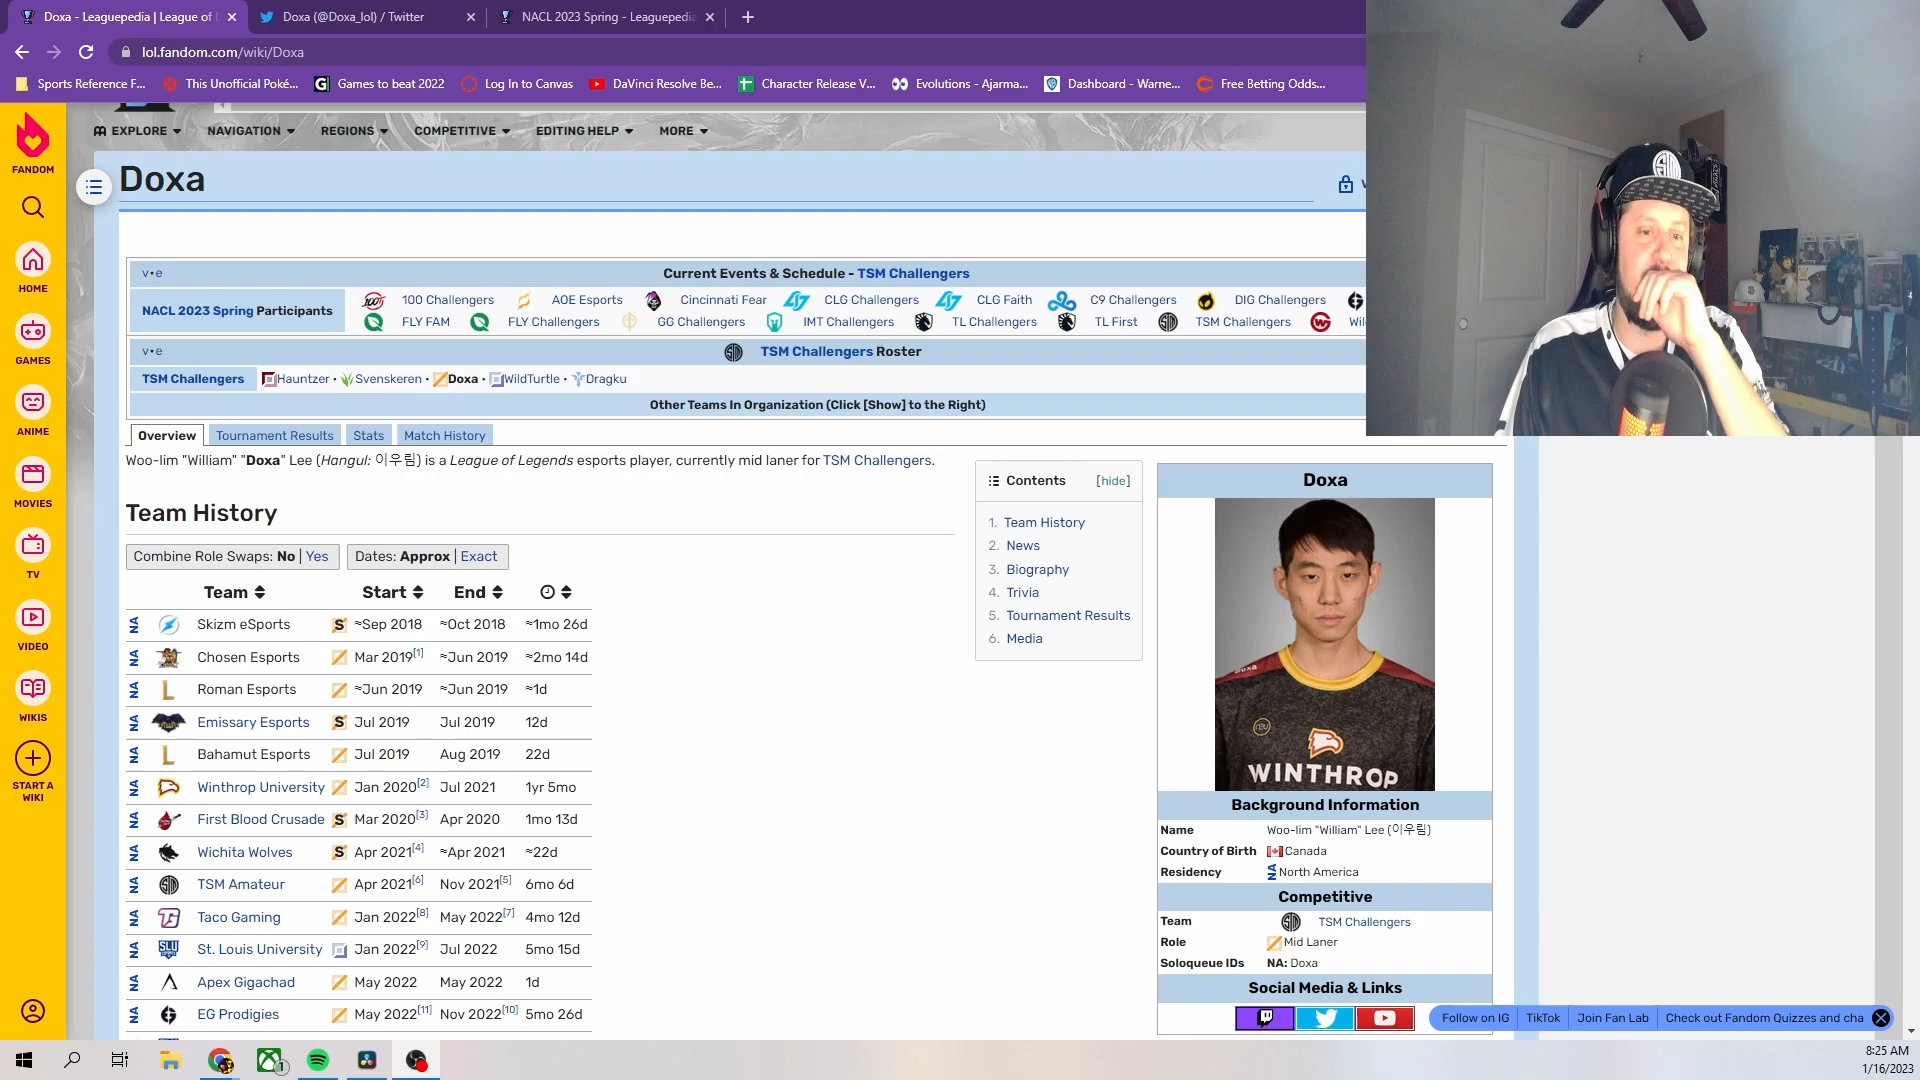 Doxa - Leaguepedia | League of L
Doxa (@Doxa_lol) / Twitter
NACL 2023 Spring - Leaguepedia
lol.fandom.com/wiki/Doxa
Sports Reference F...
This Unofficial Poké...
Games to beat 2022
Log In to Canvas
DaVinci Resolve Be...
Character Release V...
Evolutions - Ajarma...
Dashboard - Warne...
Free Betting Odds...
FANDOM
HOME
GAMES
ANIME
MOVIES
TV
VIDEO
WIKIS
START A
WIKI
EXPLORE NAVIGATION REGIONS COMPETITIVE EDITING HELP MORE
Doxa
v•e Current Events & Schedule - TSM Challengers
NACL 2023 Spring Participants
100 Challengers AOE Esports Cincinnati Fear CLG Challengers CLG Faith C9 Challengers DIG Challengers
FLY FAM FLY Challengers GG Challengers IMT Challengers TL Challengers TL First TSM Challengers
v•e TSM Challengers Roster
TSM Challengers Hauntzer • Svenskeren • Doxa • WildTurtle • Dragku
Other Teams In Organization (Click [Show] to the Right)
Overview Tournament Results Stats Match History
Woo-lim "William" "Doxa" Lee (Hangul: 이우림) is a League of Legends esports player, currently mid laner for TSM Challengers.
Team History
Combine Role Swaps: No | Yes Dates: Approx | Exact
Team Start End
NA Skizm eSports S ≈Sep 2018 ≈Oct 2018 ≈1mo 26d
NA Chosen Esports Mar 2019[1] ≈Jun 2019 ≈2mo 14d
NA L Roman Esports ≈Jun 2019 ≈Jun 2019 ≈1d
NA Emissary Esports S Jul 2019 Jul 2019 12d
NA L Bahamut Esports Jul 2019 Aug 2019 22d
NA Winthrop University Jan 2020[2] Jul 2021 1yr 5mo
NA First Blood Crusade S Mar 2020[3] Apr 2020 1mo 13d
NA Wichita Wolves S Apr 2021[4] ≈Apr 2021 ≈22d
NA TSM Amateur Apr 2021[6] Nov 2021[5] 6mo 6d
NA Taco Gaming Jan 2022[8] May 2022[7] 4mo 12d
NA SLU St. Louis University Jan 2022[9] Jul 2022 5mo 15d
NA Apex Gigachad May 2022 May 2022 1d
NA EG Prodigies May 2022[11] Nov 2022[10] 5mo 26d
Contents [hide]
1. Team History
2. News
3. Biography
4. Trivia
5. Tournament Results
6. Media
Doxa
Doxa
WINTHROP
Background Information
Name Woo-lim "William" Lee (이우림)
Country of Birth Canada
Residency NA North America
Competitive
Team TSM Challengers
Role Mid Laner
Soloqueue IDs NA: Doxa
Social Media & Links
Follow on IG TikTok Join Fan Lab Check out Fandom Quizzes and cha
8:25 AM
1/16/2023